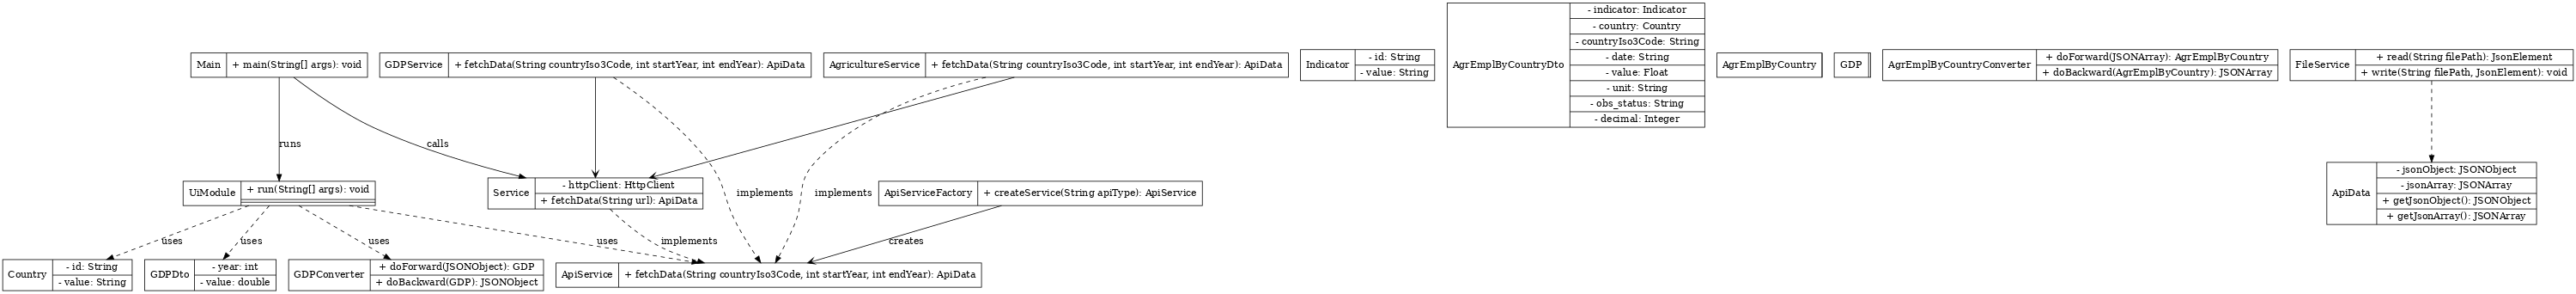 Main
+ main(String[] args): void
GDPService
+ fetchData(String countryIso3Code, int startYear, int endYear): ApiData
AgricultureService
+ fetchData(String countryIso3Code, int startYear, int endYear): ApiData
Indicator
- id: String
- value: String
AgrEmplByCountryDto
- indicator: Indicator
- country: Country
- countryIso3Code: String
- date: String
- value: Float
- unit: String
- obs_status: String
- decimal: Integer
AgrEmplByCountry
GDP
AgrEmplByCountryConverter
+ doForward(JSONArray): AgrEmplByCountry
+ doBackward(AgrEmplByCountry): JSONArray
FileService
+ read(String filePath): JsonElement
+ write(String filePath, JsonElement): void
runs
calls
implements
implements
UiModule
+ run(String[] args): void
Service
- httpClient: HttpClient
+ fetchData(String url): ApiData
ApiServiceFactory
+ createService(String apiType): ApiService
ApiData
- jsonObject: JSONObject
- jsonArray: JSONArray
+ getJsonObject(): JSONObject
+ getJsonArray(): JSONArray
uses
uses
uses
uses
implements
creates
Country
- id: String
- value: String
GDPDto
- year: int
- value: double
GDPConverter
+ doForward(JSONObject): GDP
+ doBackward(GDP): JSONObject
ApiService
+ fetchData(String countryIso3Code, int startYear, int endYear): ApiData